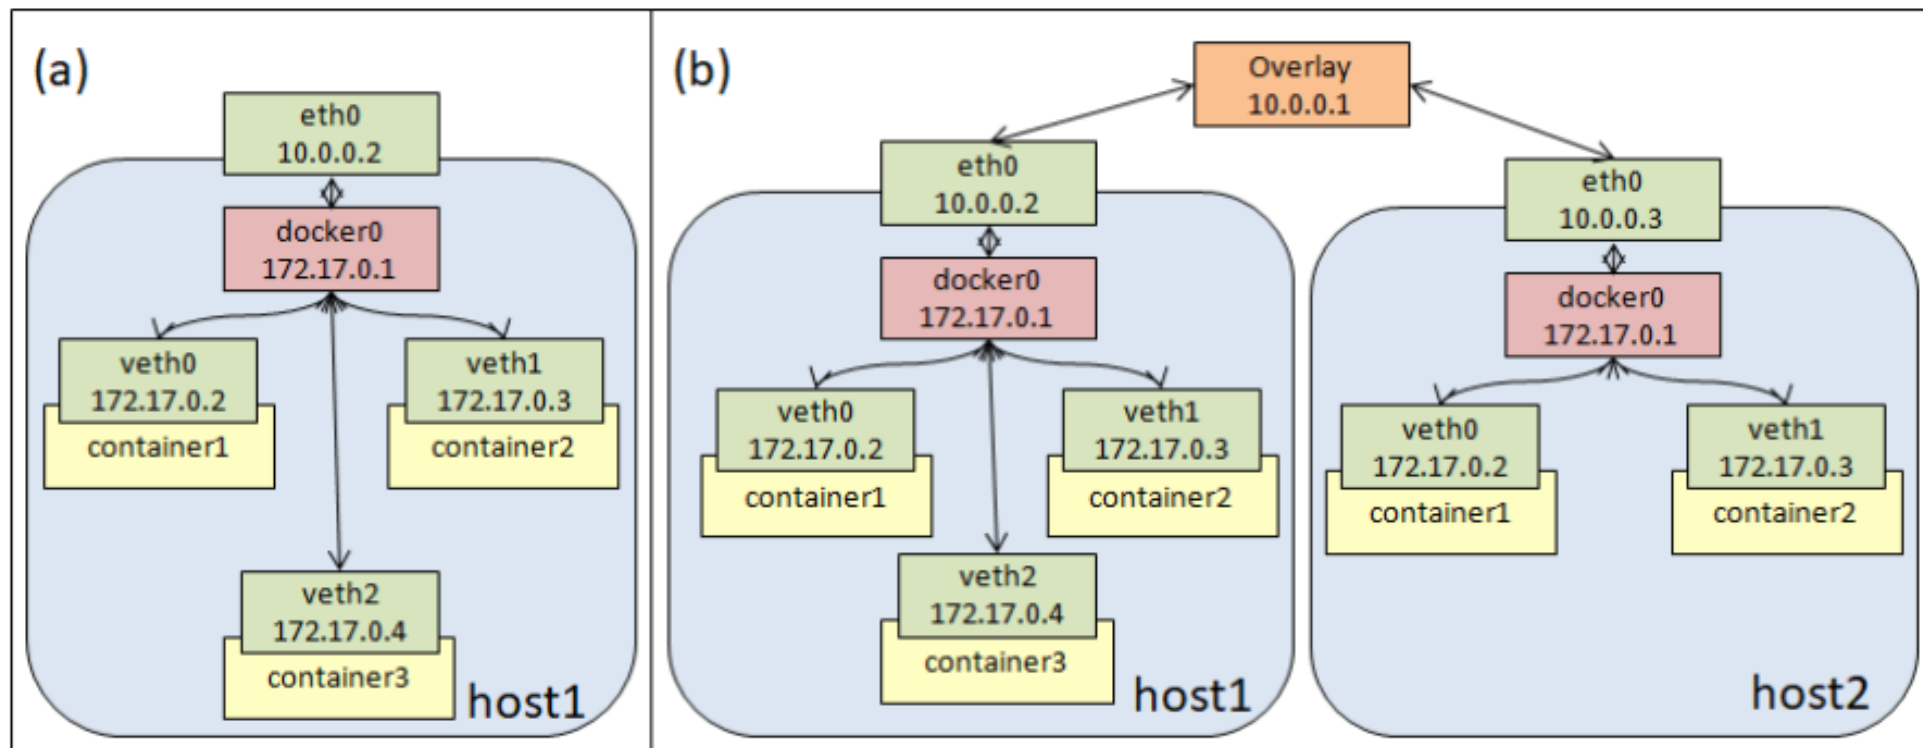 (a)
eth0
10.0.0.2
docker0
172.17.0.1
veth0
172.17.0.2
container1
veth1
172.17.0.3
container2
veth2
172.17.0.4
container3
host1
(b)
Overlay
10.0.0.1
eth0
10.0.0.2
docker0
172.17.0.1
veth0
172.17.0.2
container1
veth1
172.17.0.3
container2
veth2
172.17.0.4
container3
host1
eth0
10.0.0.3
docker0
172.17.0.1
veth0
172.17.0.2
container1
veth1
172.17.0.3
container2
host2